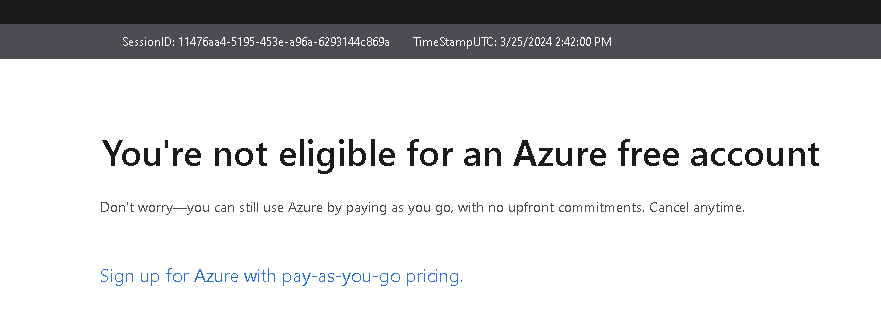 SessionID: 11476aa4-5195-453e-a96a-6293144c869a TimeStampUTC: 3/25/2024 2:42:00 PM
You're not eligible for an Azure free account
Don't worry—you can still use Azure by paying as you go, with no upfront commitments. Cancel anytime.
Sign up for Azure with pay-as-you-go pricing.